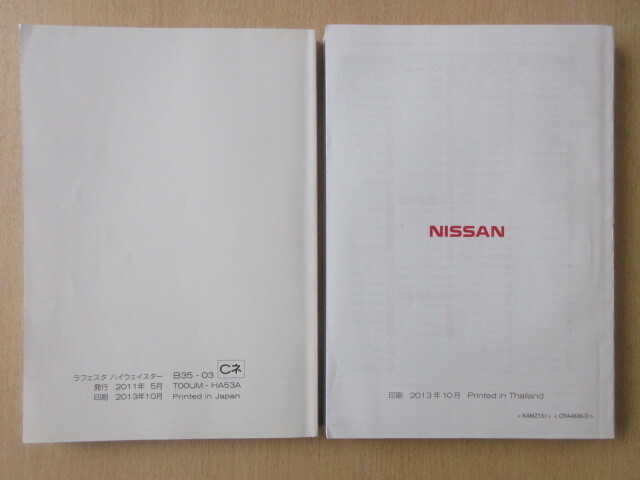 ラフェスタ ハイウェイスター B35-03 Cネ
発行 2011年 5月 T00UM-HA53A
印刷 2013年10月 Printed in Japan
NISSAN
印刷 2013年10月 Printed in Thailand
<KAMZ131> <CRA4638-D>